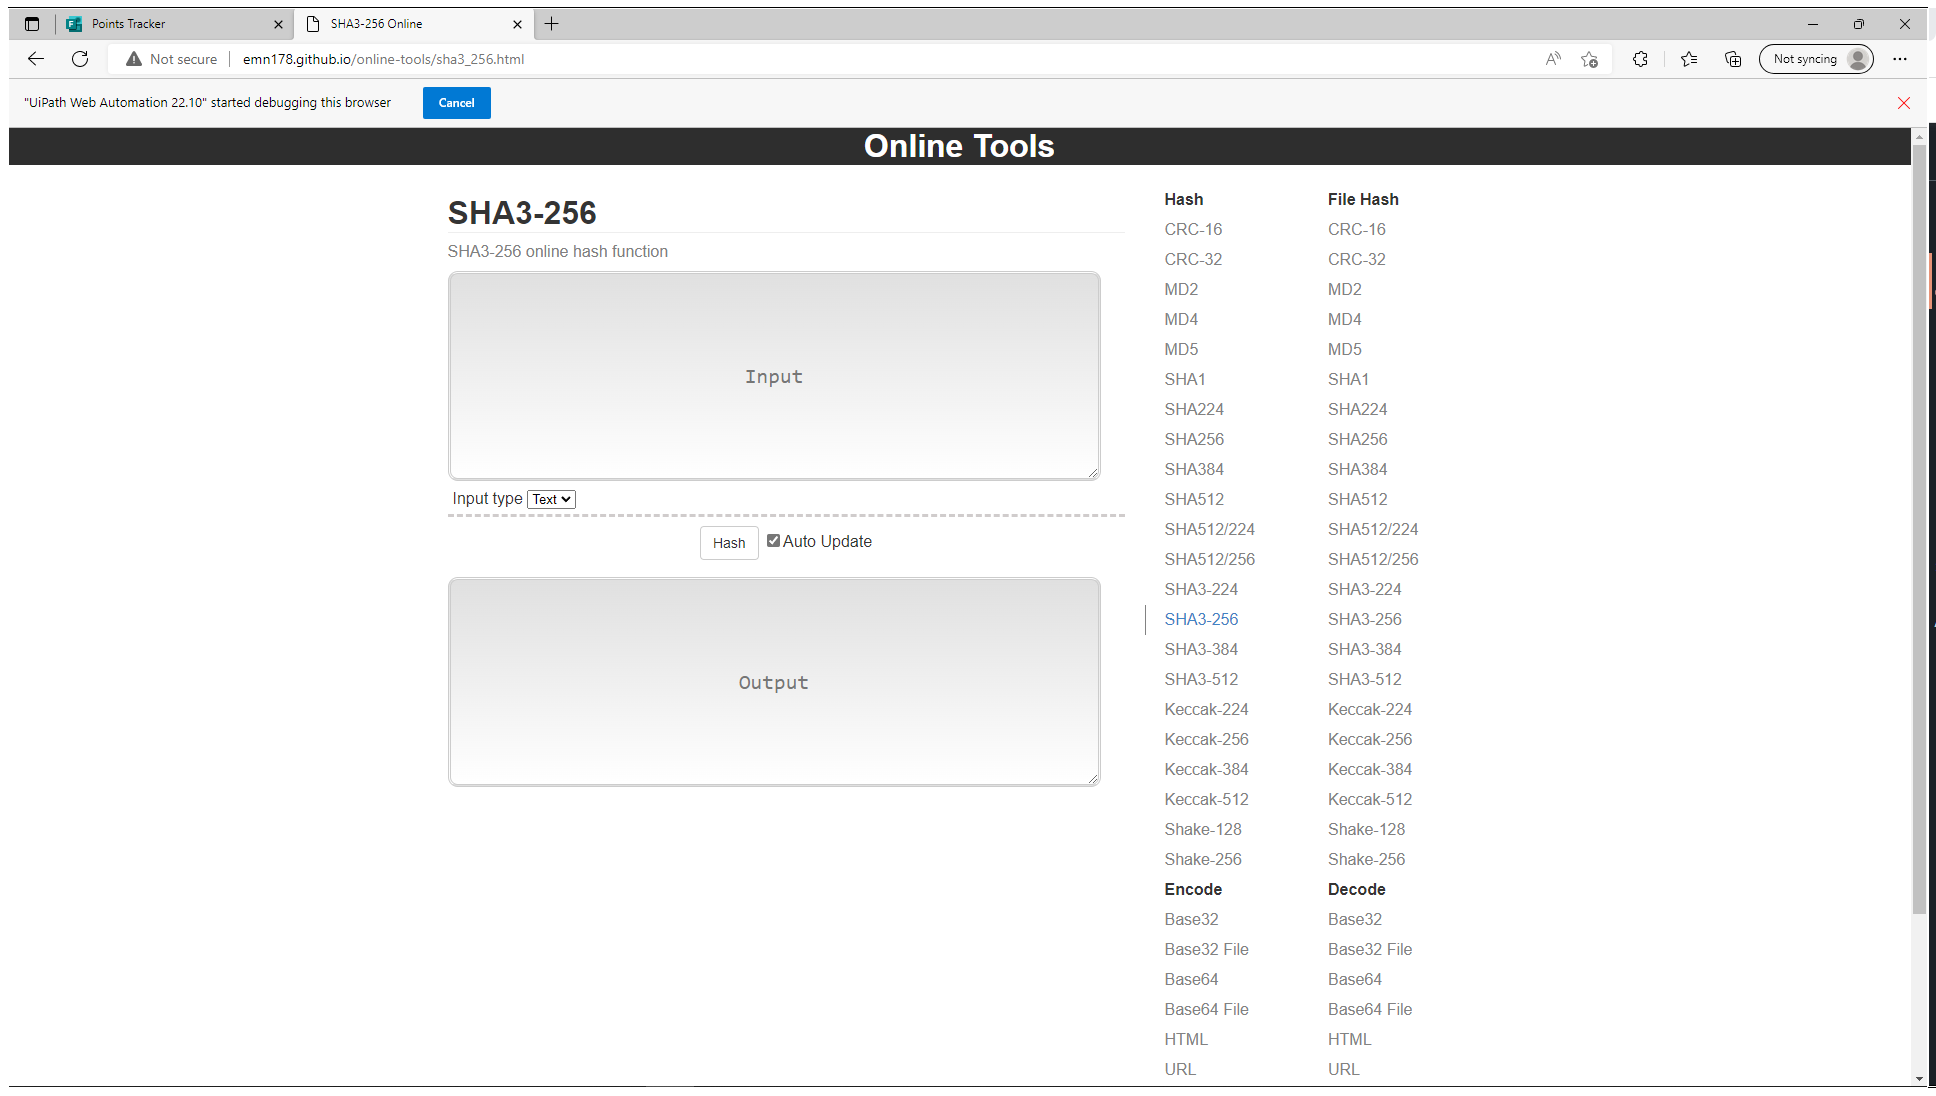 Points Tracker
SHA3-256 Online
Not secure
emn178.github.io/online-tools/sha3_256.html
Not syncing
"UiPath Web Automation 22.10" started debugging this browser
Cancel
Online Tools
SHA3-256
SHA3-256 online hash function
Input
Input type Text
Hash
Auto Update
Output
Hash
CRC-16
CRC-32
MD2
MD4
MD5
SHA1
SHA224
SHA256
SHA384
SHA512
SHA512/224
SHA512/256
SHA3-224
SHA3-256
SHA3-384
SHA3-512
Keccak-224
Keccak-256
Keccak-384
Keccak-512
Shake-128
Shake-256
Encode
Base32
Base32 File
Base64
Base64 File
HTML
URL
File Hash
CRC-16
CRC-32
MD2
MD4
MD5
SHA1
SHA224
SHA256
SHA384
SHA512
SHA512/224
SHA512/256
SHA3-224
SHA3-256
SHA3-384
SHA3-512
Keccak-224
Keccak-256
Keccak-384
Keccak-512
Shake-128
Shake-256
Decode
Base32
Base32 File
Base64
Base64 File
HTML
URL